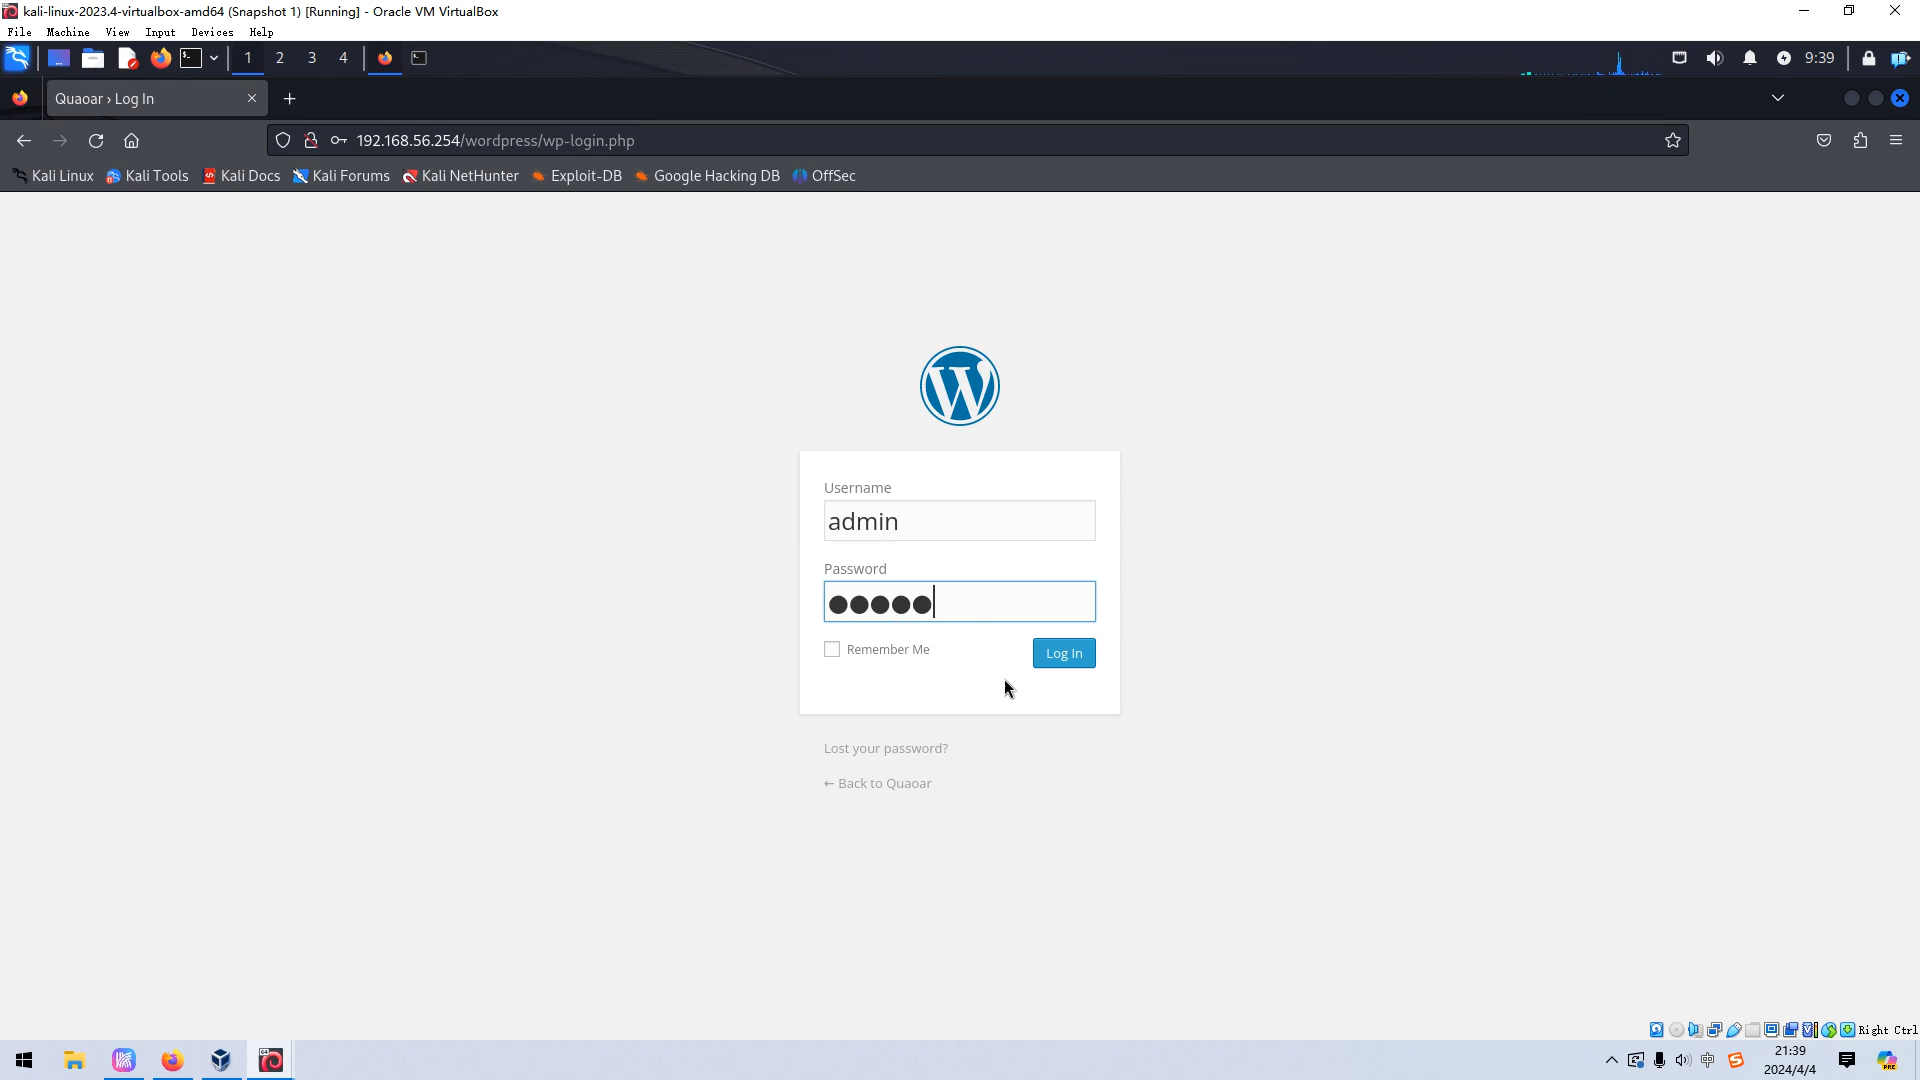 kali-linux-2023.4-virtualbox-amd64 (Snapshot 1) [Running] - Oracle VM VirtualBox
File Machine View Input Devices Help
1 2 3 4 9:39
Quaoar › Log In
192.168.56.254/wordpress/wp-login.php
Kali Linux Kali Tools Kali Docs Kali Forums Kali NetHunter Exploit-DB Google Hacking DB OffSec
Username
admin
Password
●●●●●
Remember Me Log In
Lost your password?
← Back to Quaoar
Right Ctrl
中
21:39
2024/4/4
PRE